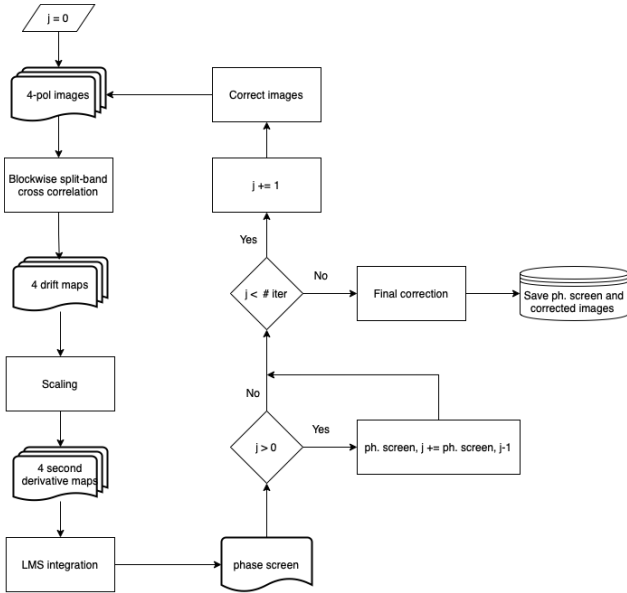 j = 0
4-pol images
Correct images
Blockwise split-band
cross correlation
j += 1
Yes
4 drift maps
j < # iter
No
Final correction
Save ph. screen and
corrected images
Scaling
No
j > 0
Yes
ph. screen, j += ph. screen, j-1
4 second
derivative maps
LMS integration
phase screen